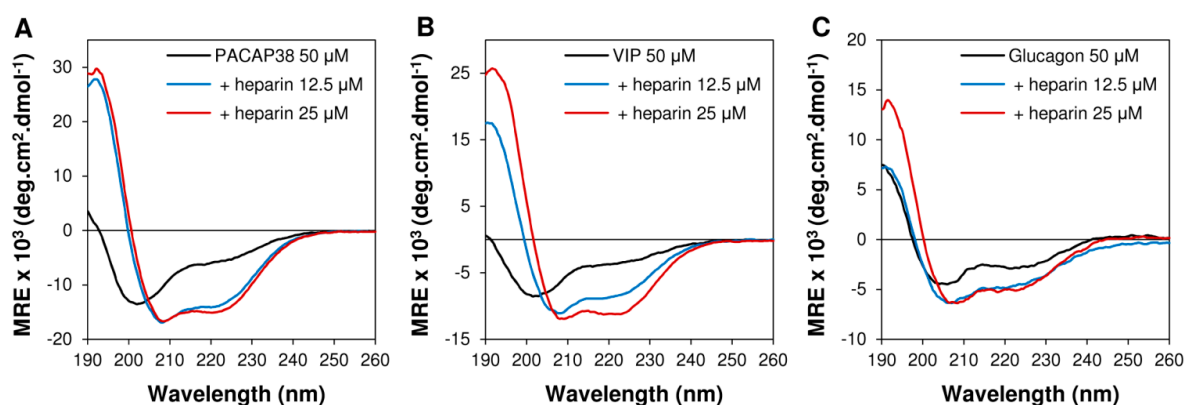 A
PACAP38 50 µM
+ heparin 12.5 µM
+ heparin 25 µM
MRE x 10³ (deg.cm².dmol⁻¹)
30
20
10
0
-10
-20
190 200 210 220 230 240 250 260
Wavelength (nm)
B
VIP 50 µM
+ heparin 12.5 µM
+ heparin 25 µM
MRE x 10³ (deg.cm².dmol⁻¹)
25
15
5
-5
-15
190 200 210 220 230 240 250 260
Wavelength (nm)
C
Glucagon 50 µM
+ heparin 12.5 µM
+ heparin 25 µM
MRE x 10³ (deg.cm².dmol⁻¹)
20
15
10
5
0
-5
-10
190 200 210 220 230 240 250 260
Wavelength (nm)